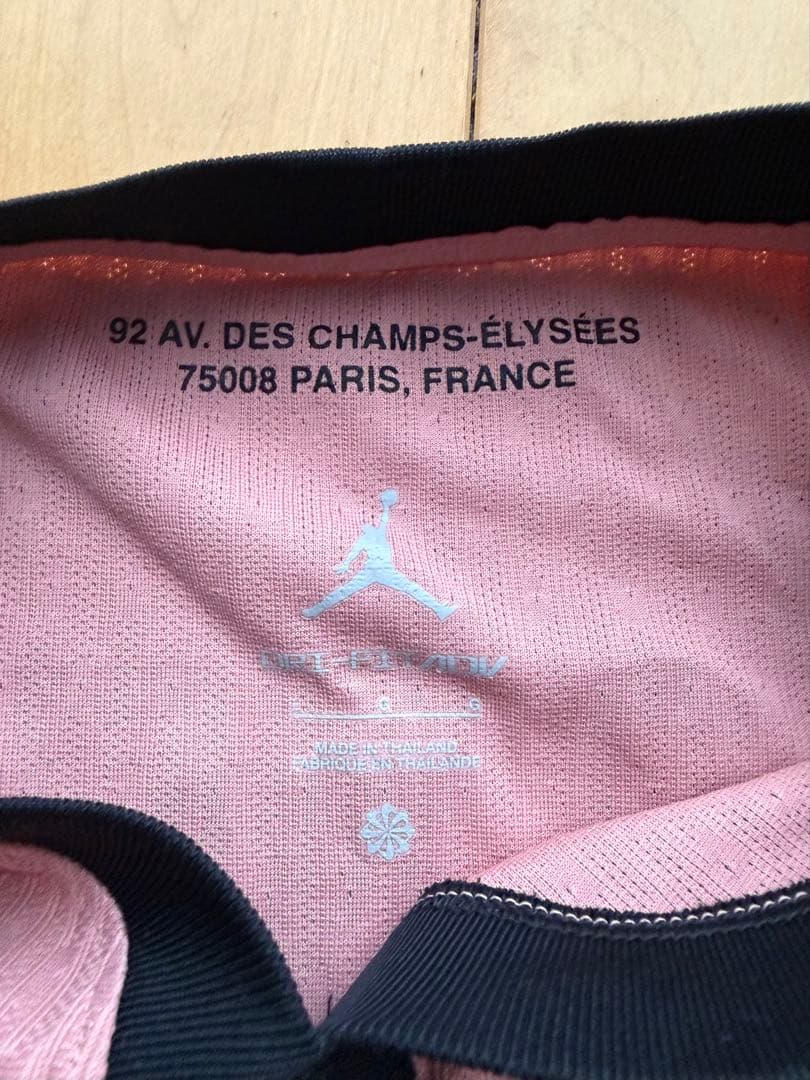 92 AV. DES CHAMPS-ÉLYSÉES
75008 PARIS, FRANCE
DRI-FIT ADV
L G G
MADE IN THAILAND
FABRIQUÉ EN THAÏLANDE